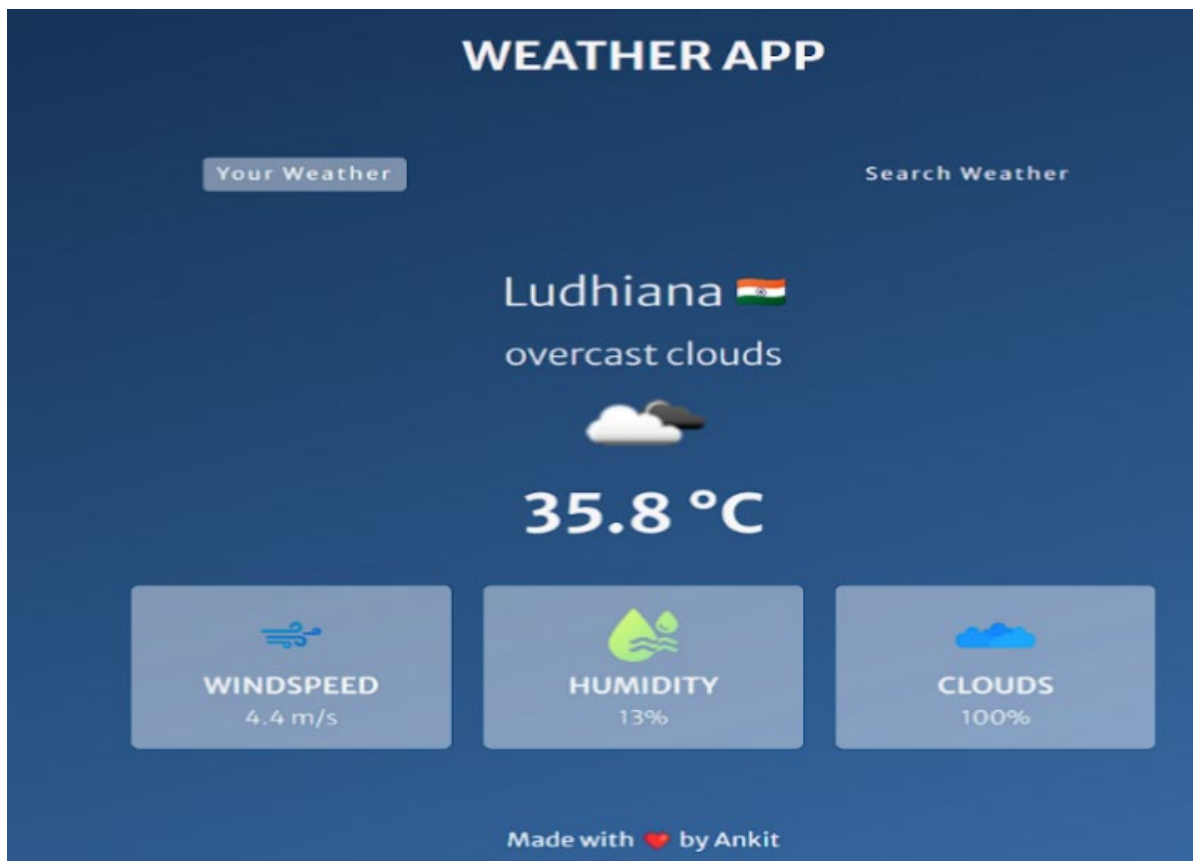 WEATHER APP
Your Weather
Search Weather
Ludhiana 🇮🇳
overcast clouds
35.8 °C
WINDSPEED
4.4 m/s
HUMIDITY
13%
CLOUDS
100%
Made with ❤️ by Ankit